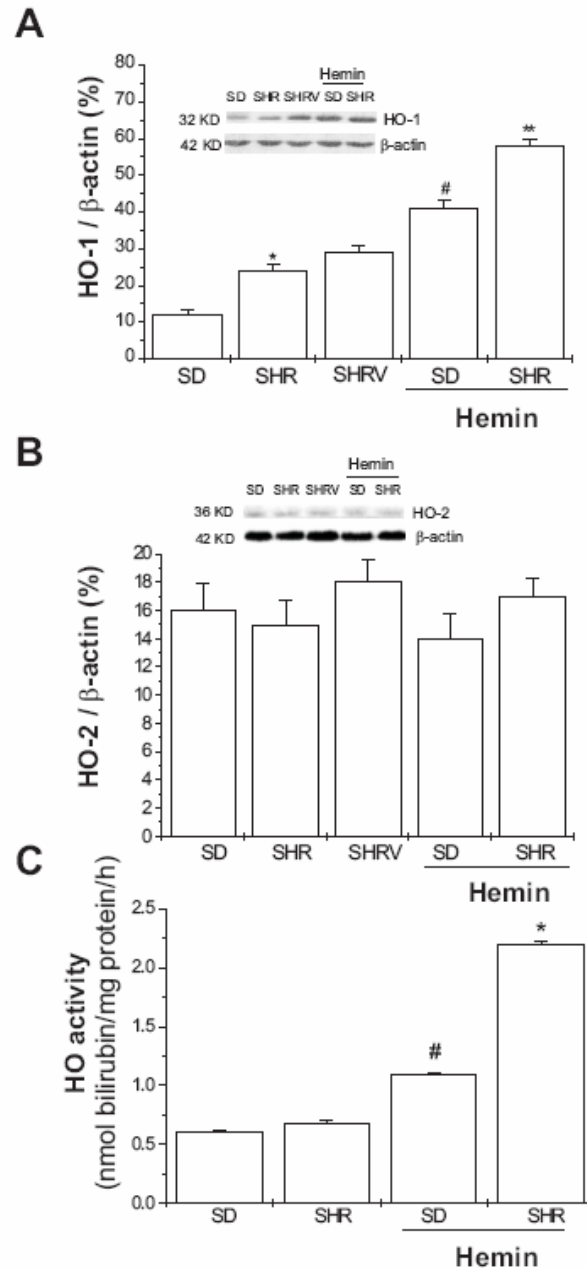 A
HO-1 / β-actin (%)
80
70
60
50
40
30
20
10
0
Hemin
SD SHR SHRV SD SHR
32 KD HO-1
42 KD β-actin
*
#
**
SD SHR SHRV SD SHR
Hemin
B
HO-2 / β-actin (%)
Hemin
SD SHR SHRV SD SHR
36 KD HO-2
42 KD β-actin
20
18
16
14
12
10
8
6
4
2
0
SD SHR SHRV SD SHR
Hemin
C
HO activity
(nmol bilirubin/mg protein/h)
2.5
2.0
1.5
1.0
0.5
0.0
#
*
SD SHR SD SHR
Hemin